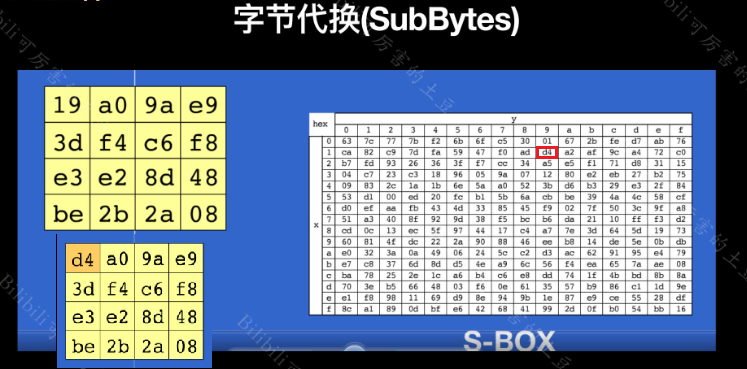 字节代换(SubBytes)
19 a0 9a e9
3d f4 c6 f8
e3 e2 8d 48
be 2b 2a 08
d4 a0 9a e9
3d f4 c6 f8
e3 e2 8d 48
be 2b 2a 08
hex y
0 1 2 3 4 5 6 7 8 9 a b c d e f
x
0 63 7c 77 7b f2 6b 6f c5 30 01 67 2b fe d7 ab 76
1 ca 82 c9 7d fa 59 47 f0 ad d4 a2 af 9c a4 72 c0
2 b7 fd 93 26 36 3f f7 cc 34 a5 e5 f1 71 d8 31 15
3 04 c7 23 c3 18 96 05 9a 07 12 80 e2 eb 27 b2 75
4 09 83 2c 1a 1b 6e 5a a0 52 3b d6 b3 29 e3 2f 84
5 53 d1 00 ed 20 fc b1 5b 6a cb be 39 4a 4c 58 cf
6 d0 ef aa fb 43 4d 33 85 45 f9 02 7f 50 3c 9f a8
7 51 a3 40 8f 92 9d 38 f5 bc b6 da 21 10 ff f3 d2
8 cd 0c 13 ec 5f 97 44 17 c4 a7 7e 3d 64 5d 19 73
9 60 81 4f dc 22 2a 90 88 46 ee b8 14 de 5e 0b db
a e0 32 3a 0a 49 06 24 5c c2 d3 ac 62 91 95 e4 79
b e7 c8 37 6d 8d d5 4e a9 6c 56 f4 ea 65 7a ae 08
c ba 78 25 2e 1c a6 b4 c6 e8 dd 74 1f 4b bd 8b 8a
d 70 3e b5 66 48 03 f6 0e 61 35 57 b9 86 c1 1d 9e
e e1 f8 98 11 69 d9 8e 94 9b 1e 87 e9 ce 55 28 df
f 8c a1 89 0d bf e6 42 68 41 99 2d 0f b0 54 bb 16
S-BOX
Bilibili可厉害的土豆